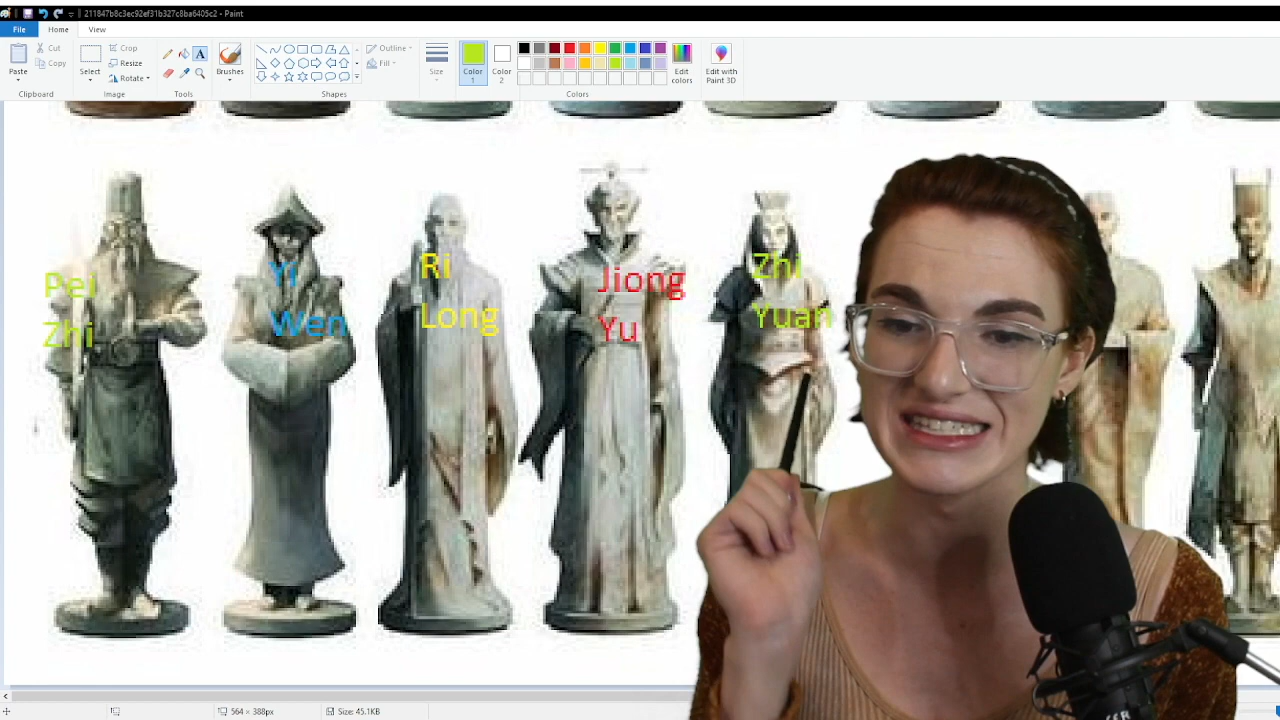 211847b8c3ec92ef31b327c8ba6405c2 - Paint
File Home View
Paste
Cut
Copy
Clipboard
Select
Crop
Resize
Rotate
Image
Tools
Brushes
Shapes
Outline
Fill
Size
Color
1
Color
2
Edit
colors
Edit with
Paint 3D
Colors
Pei
Zhi
Yi
Wen
Ri
Long
Jiong
Yu
Zhi
Yuan
564 × 388px
Size: 45.1KB